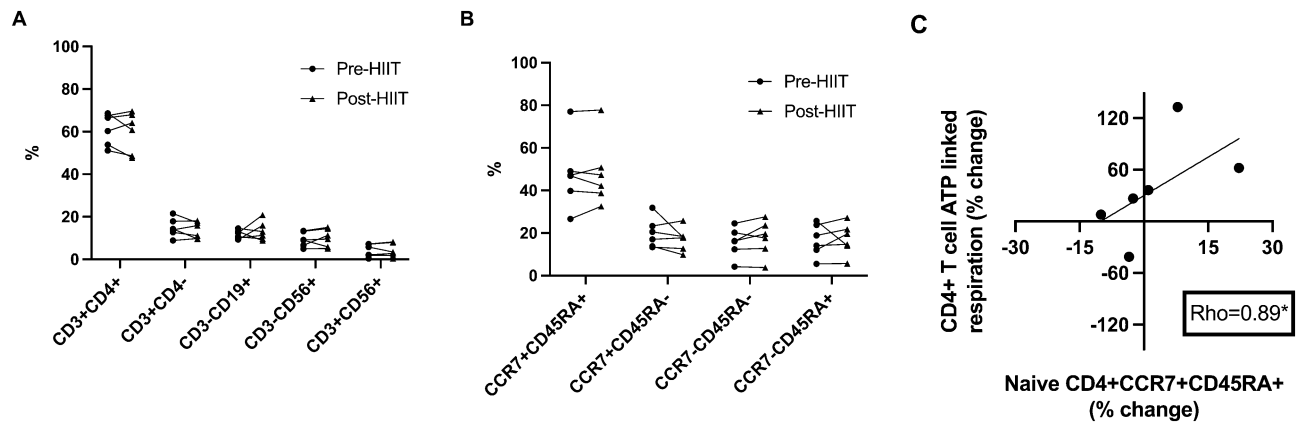 A
100
80
60
40
20
0
%
Pre-HIIT
Post-HIIT
CD3+CD4+
CD3+CD4-
CD3-CD19+
CD3-CD56+
CD3+CD56+
B
100
80
60
40
20
0
%
Pre-HIIT
Post-HIIT
CCR7+CD45RA+
CCR7+CD45RA-
CCR7-CD45RA-
CCR7-CD45RA+
C
CD4+ T cell ATP linked
respiration (% change)
120
60
-60
-120
-30
-15
15
30
Rho=0.89*
Naive CD4+CCR7+CD45RA+
(% change)